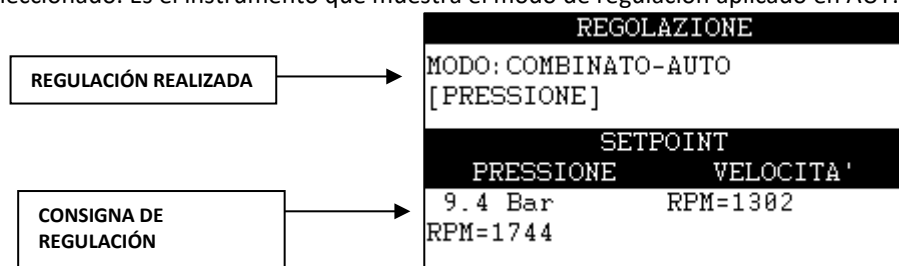 eleccionado. Es el instrumento que muestra el modo de regulación aplicado en AUT.
REGOLAZIONE
REGULACIÓN REALIZADA
MODO:COMBINATO-AUTO
[PRESSIONE]
SETPOINT
PRESSIONE VELOCITA'
CONSIGNA DE
REGULACIÓN
9.4 Bar RPM=1302
RPM=1744